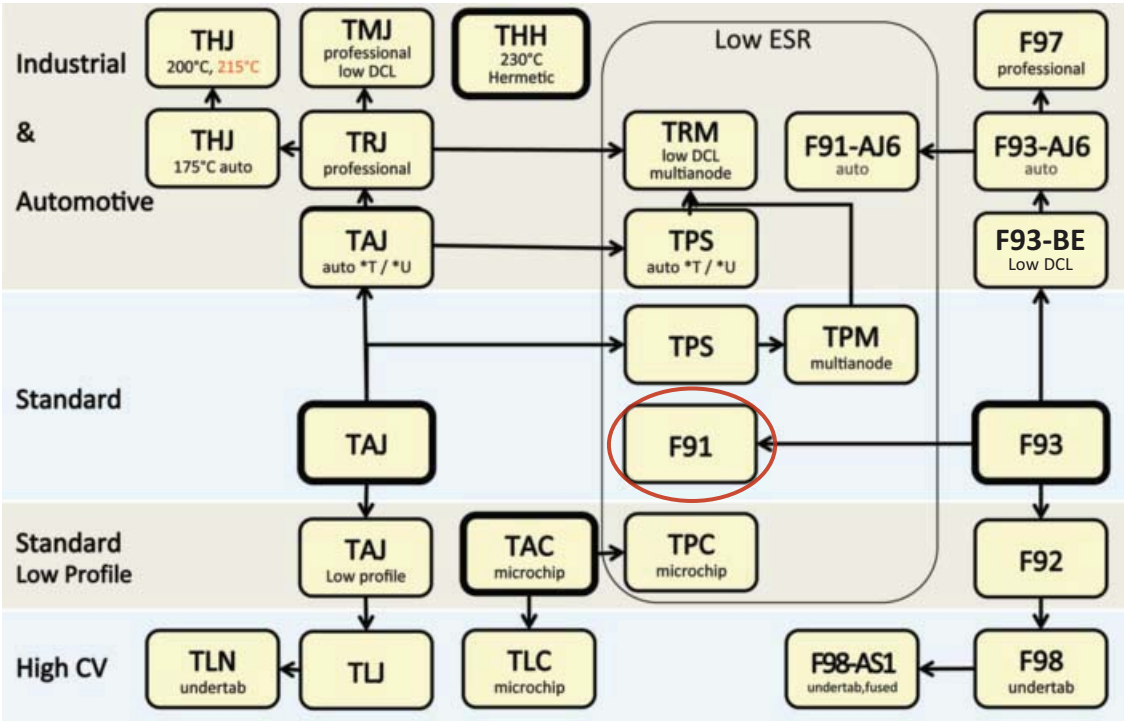 Industrial
&
Automotive
THJ
200°C, 215°C
TMJ
professional
low DCL
THH
230°C
Hermetic
Low ESR
F97
professional
THJ
175°C auto
TRJ
professional
TRM
low DCL
multianode
F91-AJ6
auto
F93-AJ6
auto
TAJ
auto *T / *U
TPS
auto *T / *U
F93-BE
Low DCL
Standard
TPS
TPM
multianode
TAJ
F91
F93
Standard
Low Profile
TAJ
Low profile
TAC
microchip
TPC
microchip
F92
High CV
TLN
undertab
TLJ
TLC
microchip
F98-AS1
undertab,fused
F98
undertab